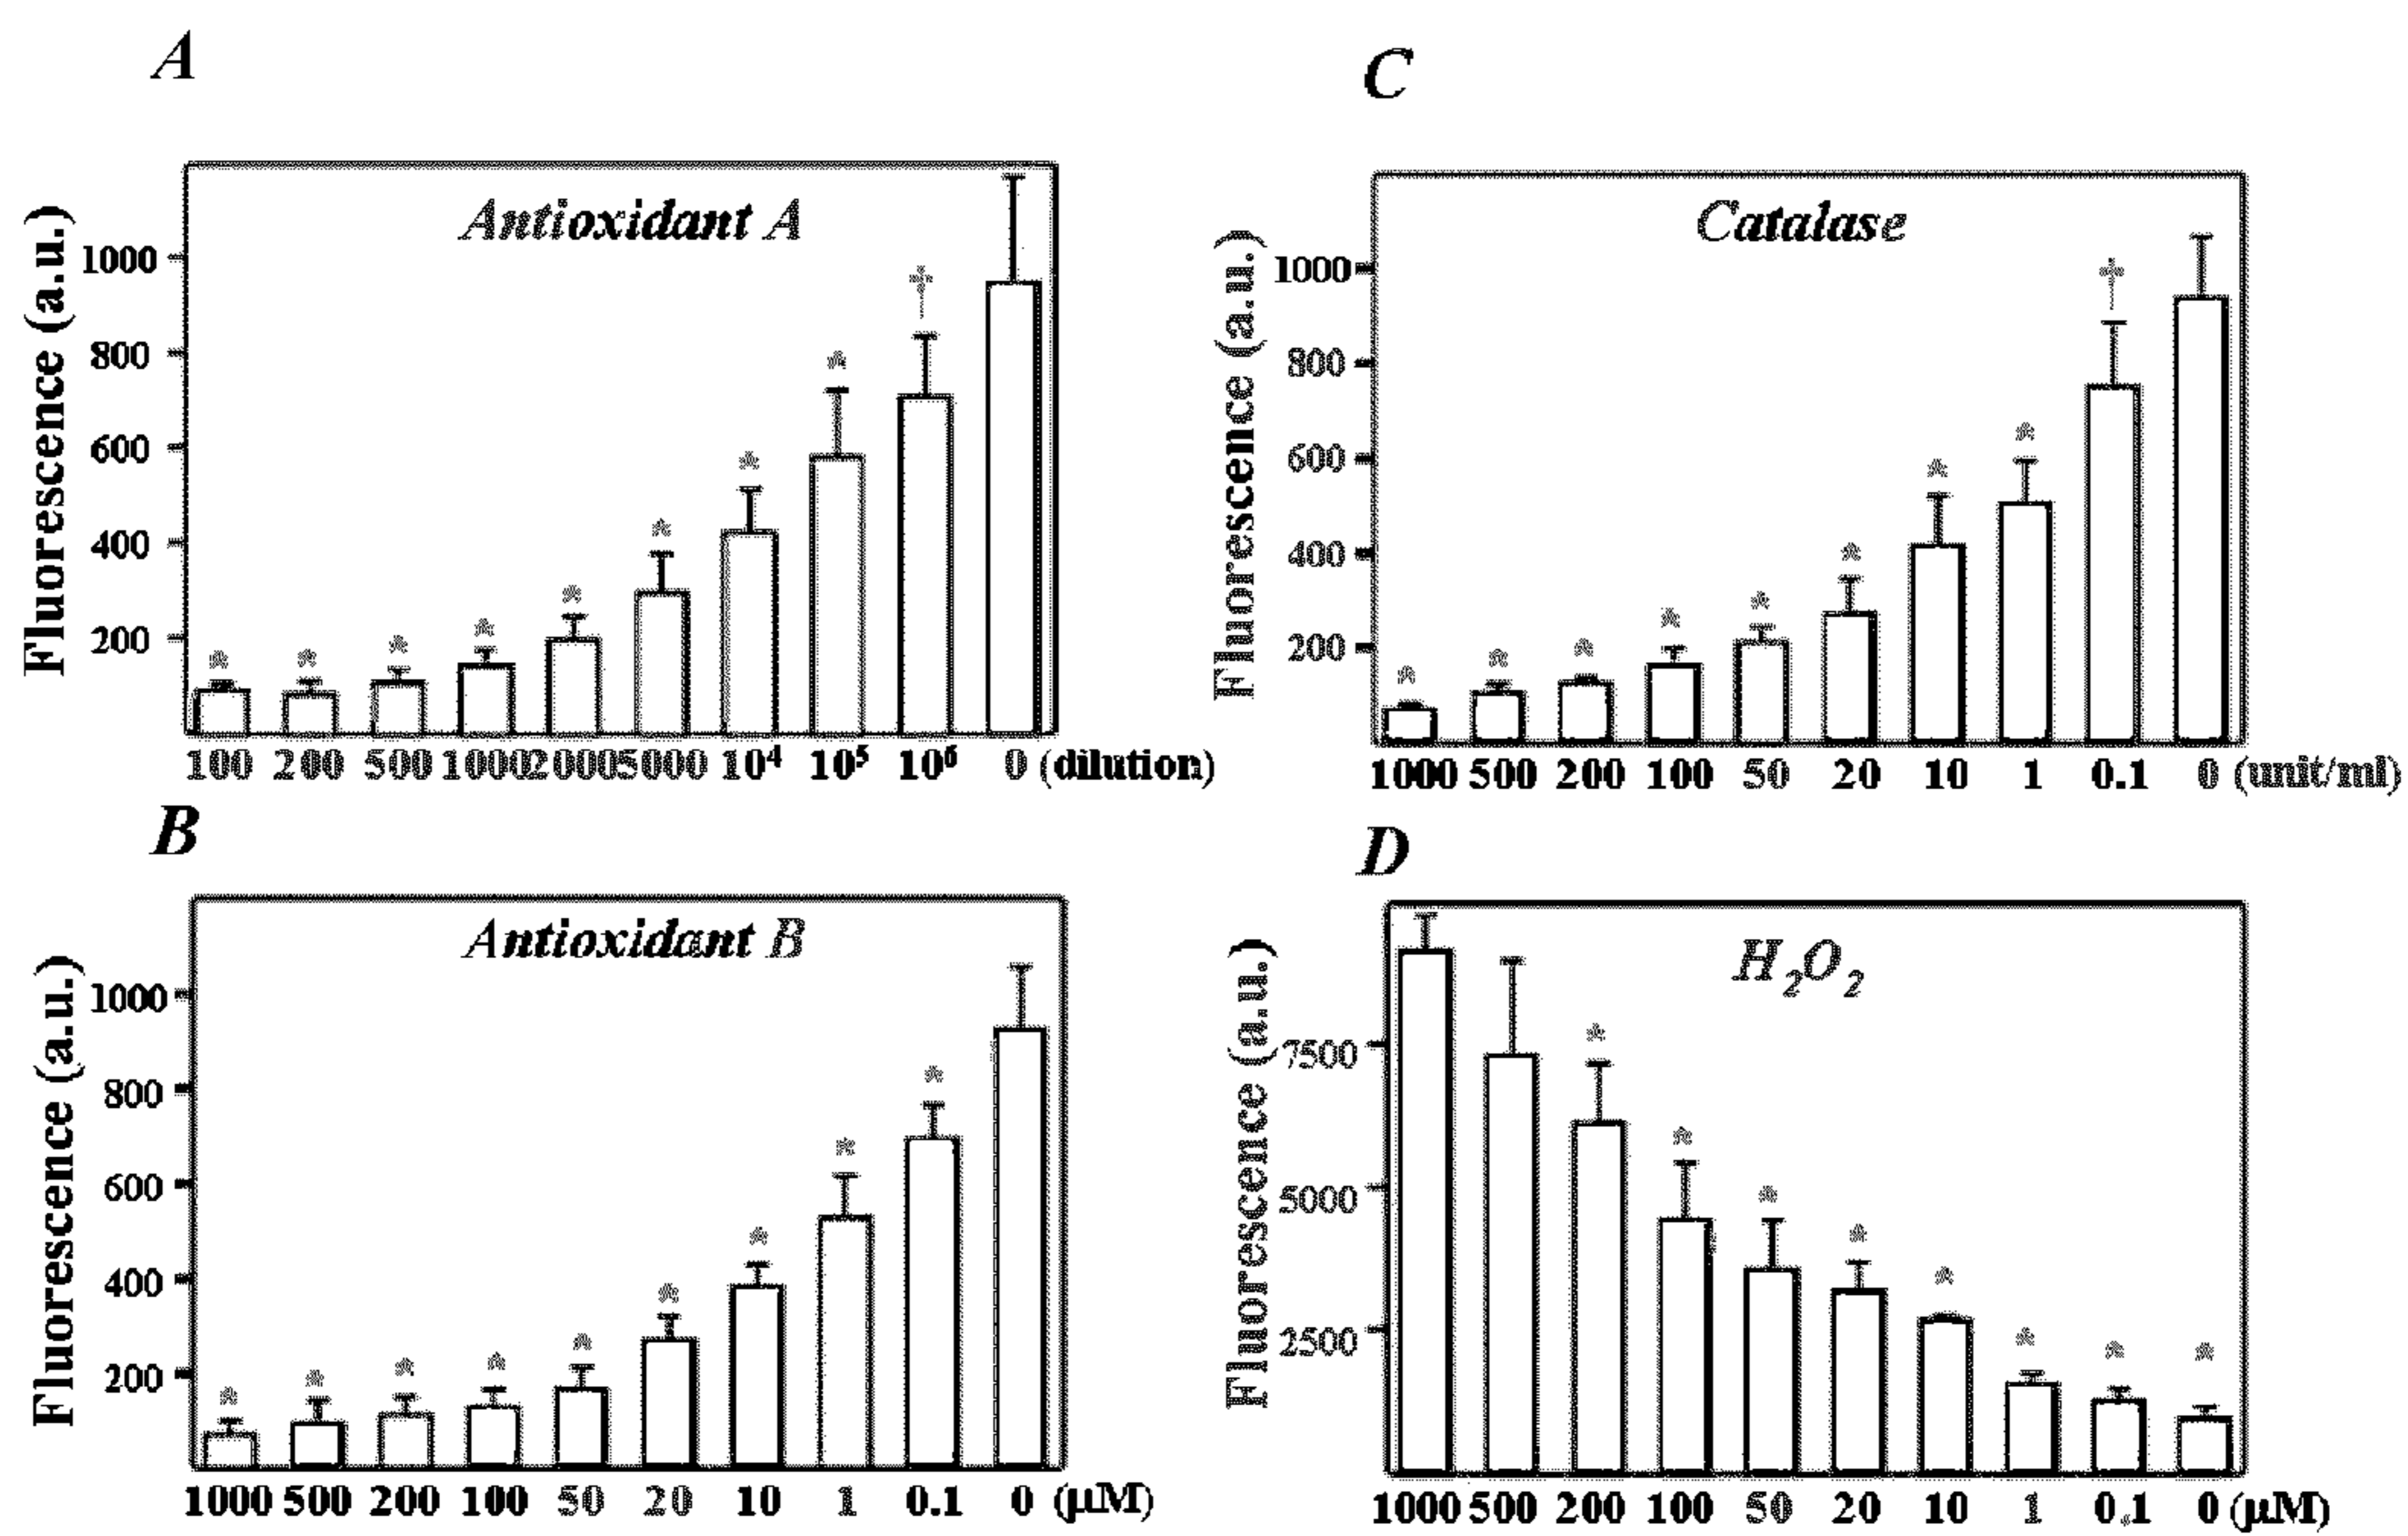 A
Antioxidant A
Fluorescence (a.u.)
1000
800
600
400
200
* * * * * * * * †
100 200 500 1000 2000 5000 10⁴ 10⁵ 10⁶ 0 (dilution)
B
Antioxidant B
Fluorescence (a.u.)
1000
800
600
400
200
* * * * * * * * *
1000 500 200 100 50 20 10 1 0.1 0 (μM)
C
Catalase
Fluorescence (a.u.)
1000
800
600
400
200
* * * * * * * * †
1000 500 200 100 50 20 10 1 0.1 0 (unit/ml)
D
H₂O₂
Fluorescence (a.u.)
7500
5000
2500
* * * * * * * *
1000 500 200 100 50 20 10 1 0.1 0 (μM)